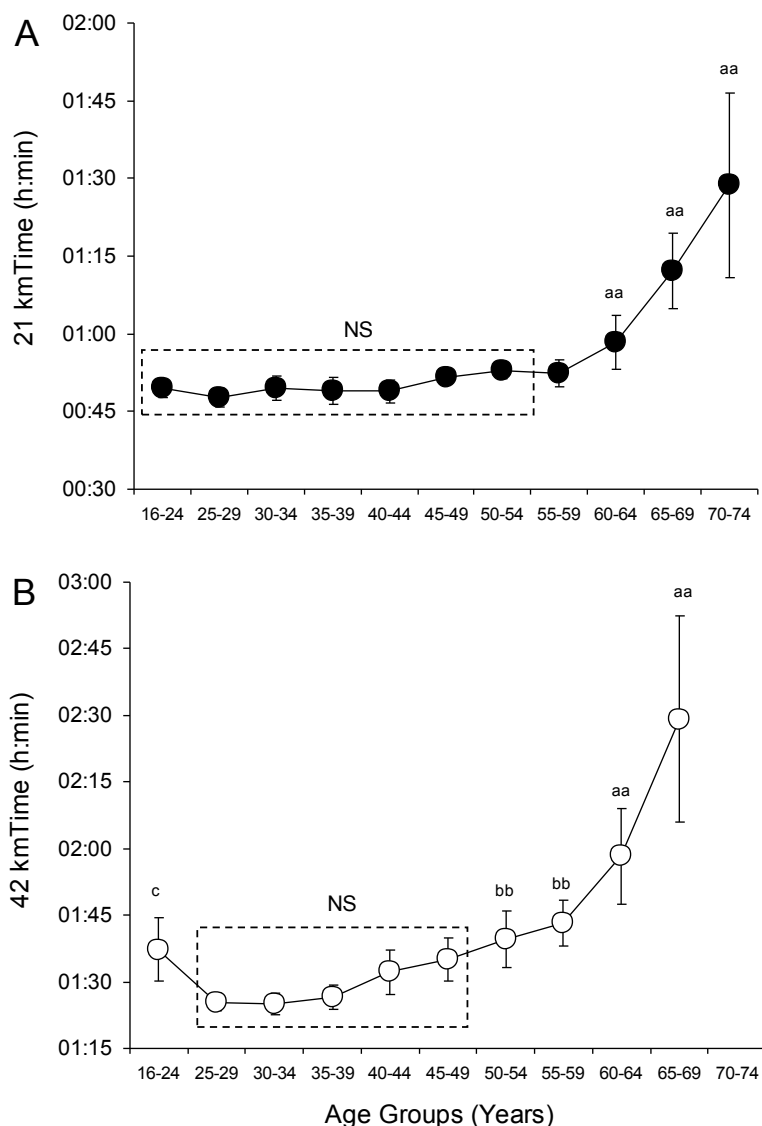 A
21 kmTime (h:min)
02:00
01:45
01:30
01:15
01:00
00:45
00:30
NS
aa
aa
aa
16-24 25-29 30-34 35-39 40-44 45-49 50-54 55-59 60-64 65-69 70-74
B
42 kmTime (h:min)
03:00
02:45
02:30
02:15
02:00
01:45
01:30
01:15
c
NS
bb
bb
aa
aa
16-24 25-29 30-34 35-39 40-44 45-49 50-54 55-59 60-64 65-69 70-74
Age Groups (Years)